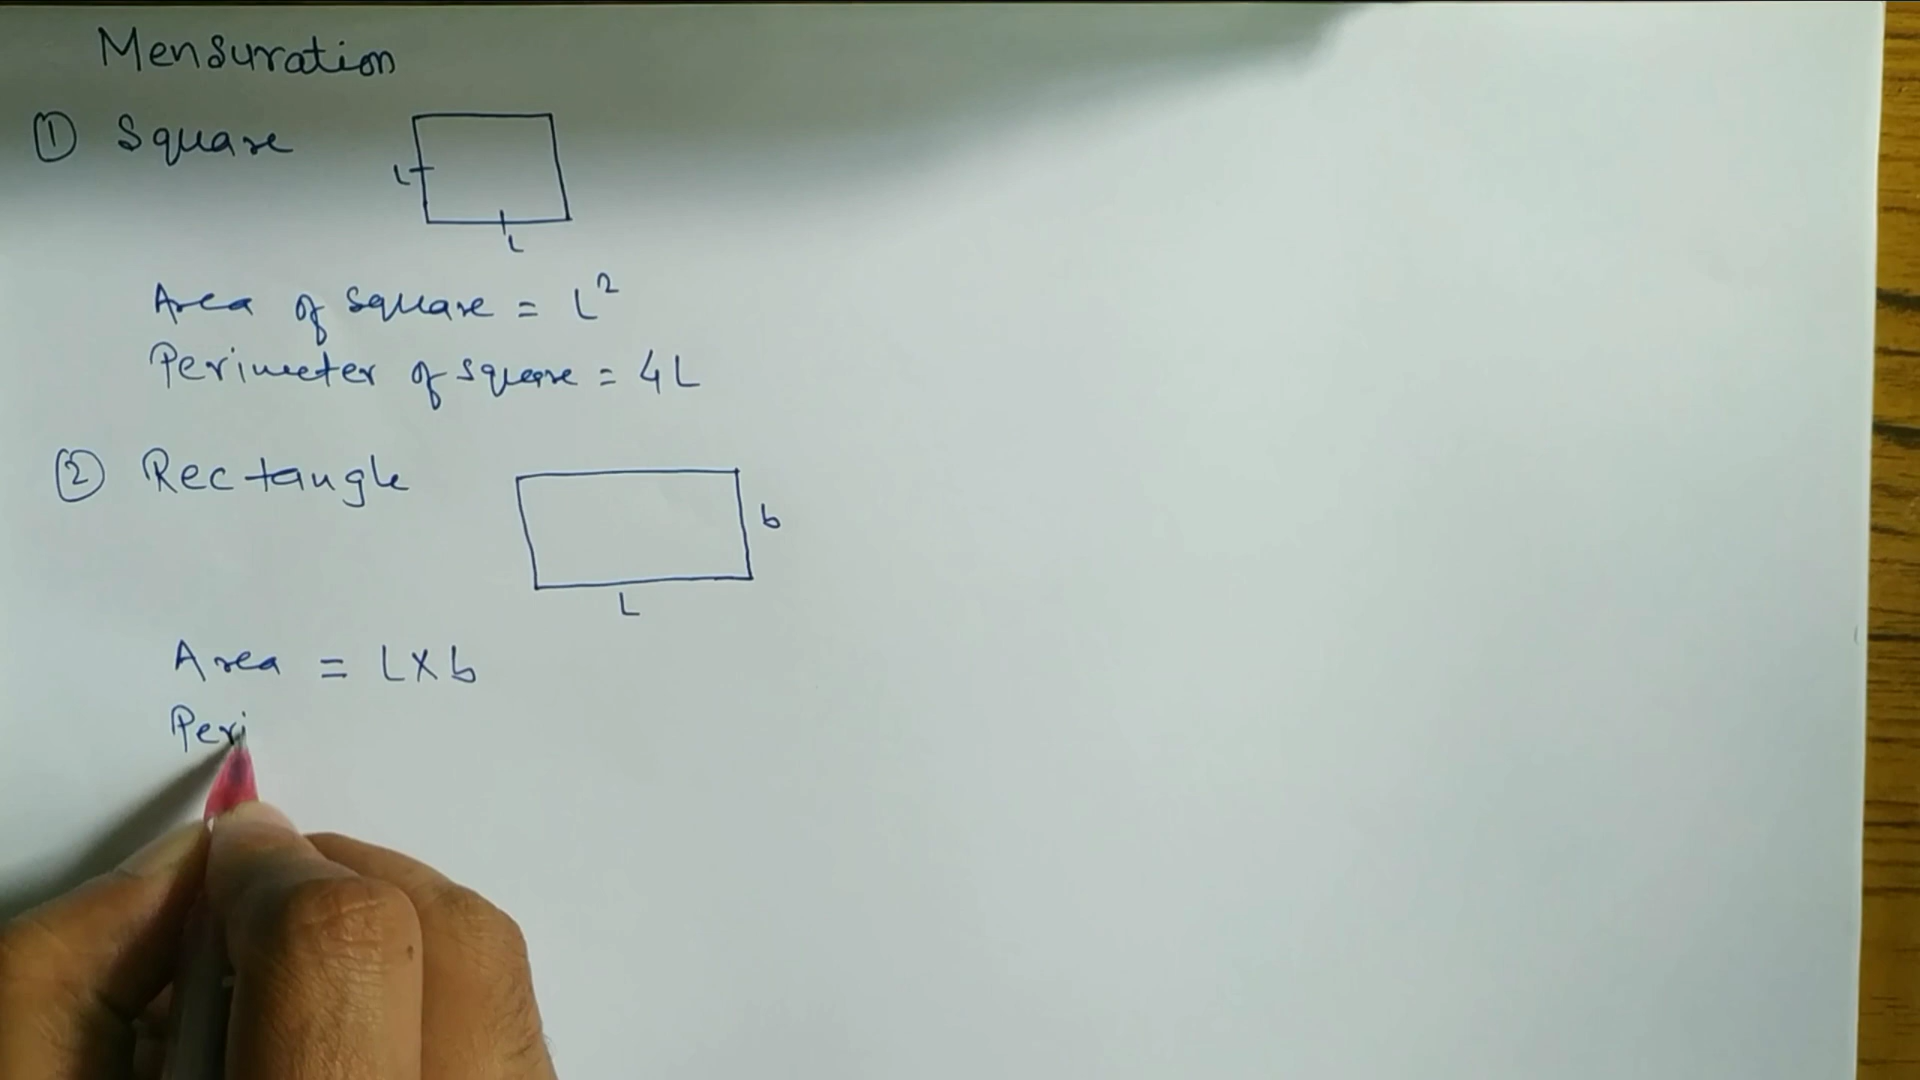 Mensuration
① Square
L
L
Area of square = L²
Perimeter of square = 4L
② Rectangle
b
L
Area = L×b
Peri